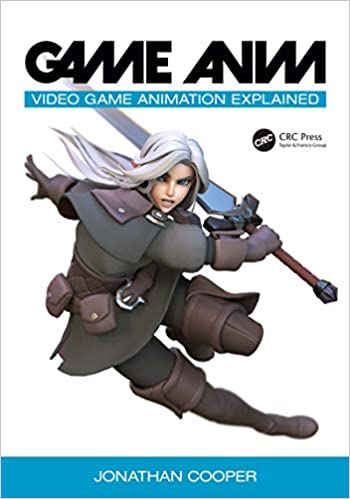 GAME ANIM
VIDEO GAME ANIMATION EXPLAINED
CRC
CRC Press
Taylor & Francis Group
JONATHAN COOPER